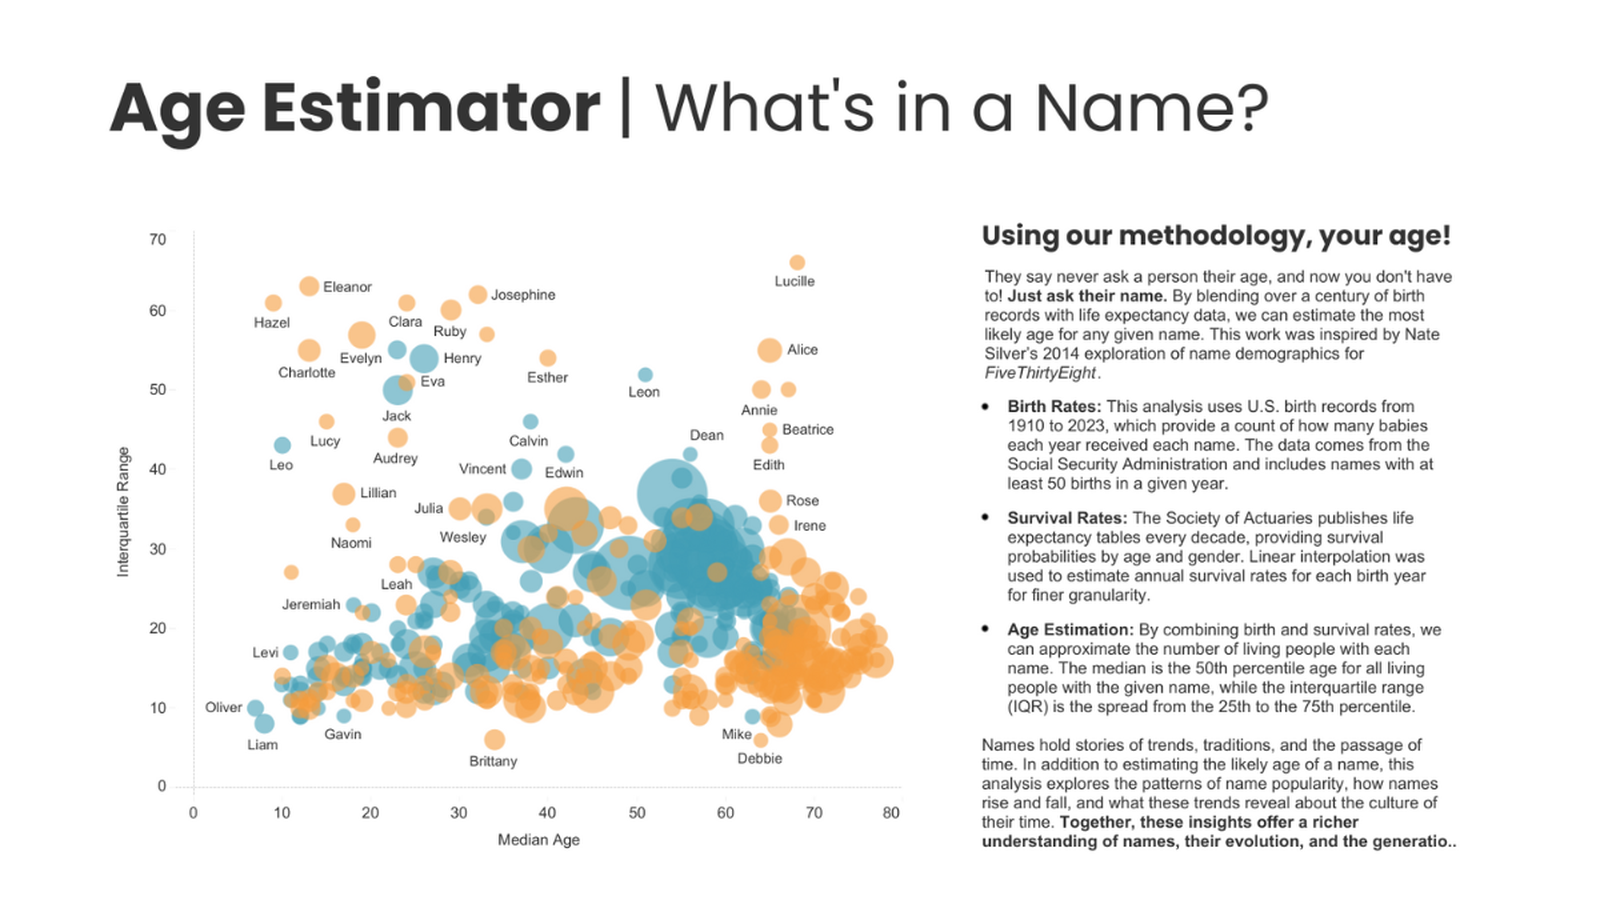 Age Estimator | What's in a Name?
70
60
50
40
30
20
10
0
Interquartile Range
0 10 20 30 40 50 60 70 80
Median Age
Lucille
Eleanor
Josephine
Hazel
Clara
Ruby
Charlotte
Evelyn
Henry
Alice
Eva
Esther
Leon
Jack
Annie
Lucy
Calvin
Dean
Beatrice
Leo
Audrey
Vincent
Edwin
Edith
Lillian
Julia
Rose
Naomi
Wesley
Irene
Leah
Jeremiah
Levi
Oliver
Liam
Gavin
Mike
Brittany
Debbie
Using our methodology, your age!
They say never ask a person their age, and now you don't have
to! Just ask their name. By blending over a century of birth
records with life expectancy data, we can estimate the most
likely age for any given name. This work was inspired by Nate
Silver's 2014 exploration of name demographics for
FiveThirtyEight.
• Birth Rates: This analysis uses U.S. birth records from
1910 to 2023, which provide a count of how many babies
each year received each name. The data comes from the
Social Security Administration and includes names with at
least 50 births in a given year.
• Survival Rates: The Society of Actuaries publishes life
expectancy tables every decade, providing survival
probabilities by age and gender. Linear interpolation was
used to estimate annual survival rates for each birth year
for finer granularity.
• Age Estimation: By combining birth and survival rates, we
can approximate the number of living people with each
name. The median is the 50th percentile age for all living
people with the given name, while the interquartile range
(IQR) is the spread from the 25th to the 75th percentile.
Names hold stories of trends, traditions, and the passage of
time. In addition to estimating the likely age of a name, this
analysis explores the patterns of name popularity, how names
rise and fall, and what these trends reveal about the culture of
their time. Together, these insights offer a richer
understanding of names, their evolution, and the generatio..